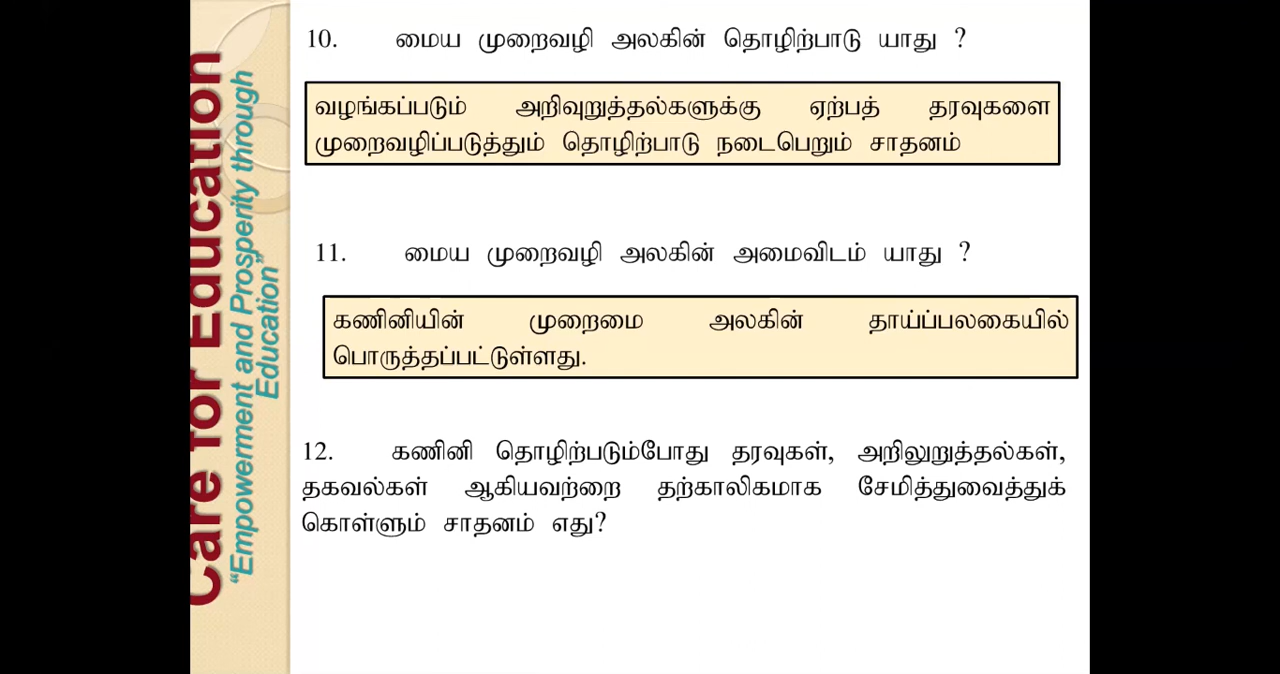 Care for Education
“Empowerment and Prosperity through
Education”
10. மைய முறைவழி அலகின் தொழிற்பாடு யாது ?
வழங்கப்படும் அறிவுறுத்தல்களுக்கு ஏற்பத் தரவுகளை
முறைவழிப்படுத்தும் தொழிற்பாடு நடைபெறும் சாதனம்
11. மைய முறைவழி அலகின் அமைவிடம் யாது ?
கணினியின் முறைமை அலகின் தாய்ப்பலகையில்
பொருத்தப்பட்டுள்ளது.
12. கணினி தொழிற்படும்போது தரவுகள், அறிலுறுத்தல்கள்,
தகவல்கள் ஆகியவற்றை தற்காலிகமாக சேமித்துவைத்துக்
கொள்ளும் சாதனம் எது?